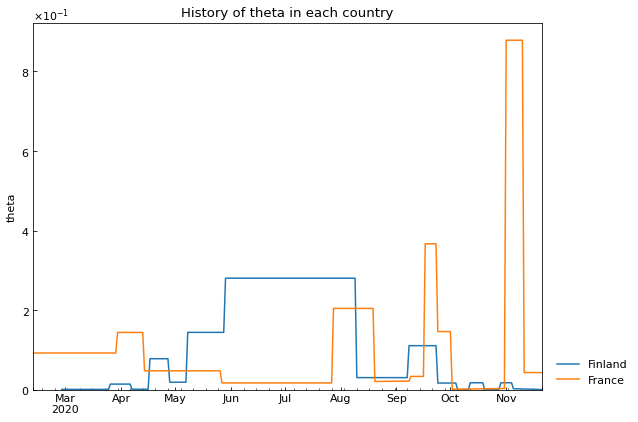 History of theta in each country
×10⁻¹
8
6
4
2
0
theta
Mar Apr May Jun Jul Aug Sep Oct Nov
2020
Finland
France